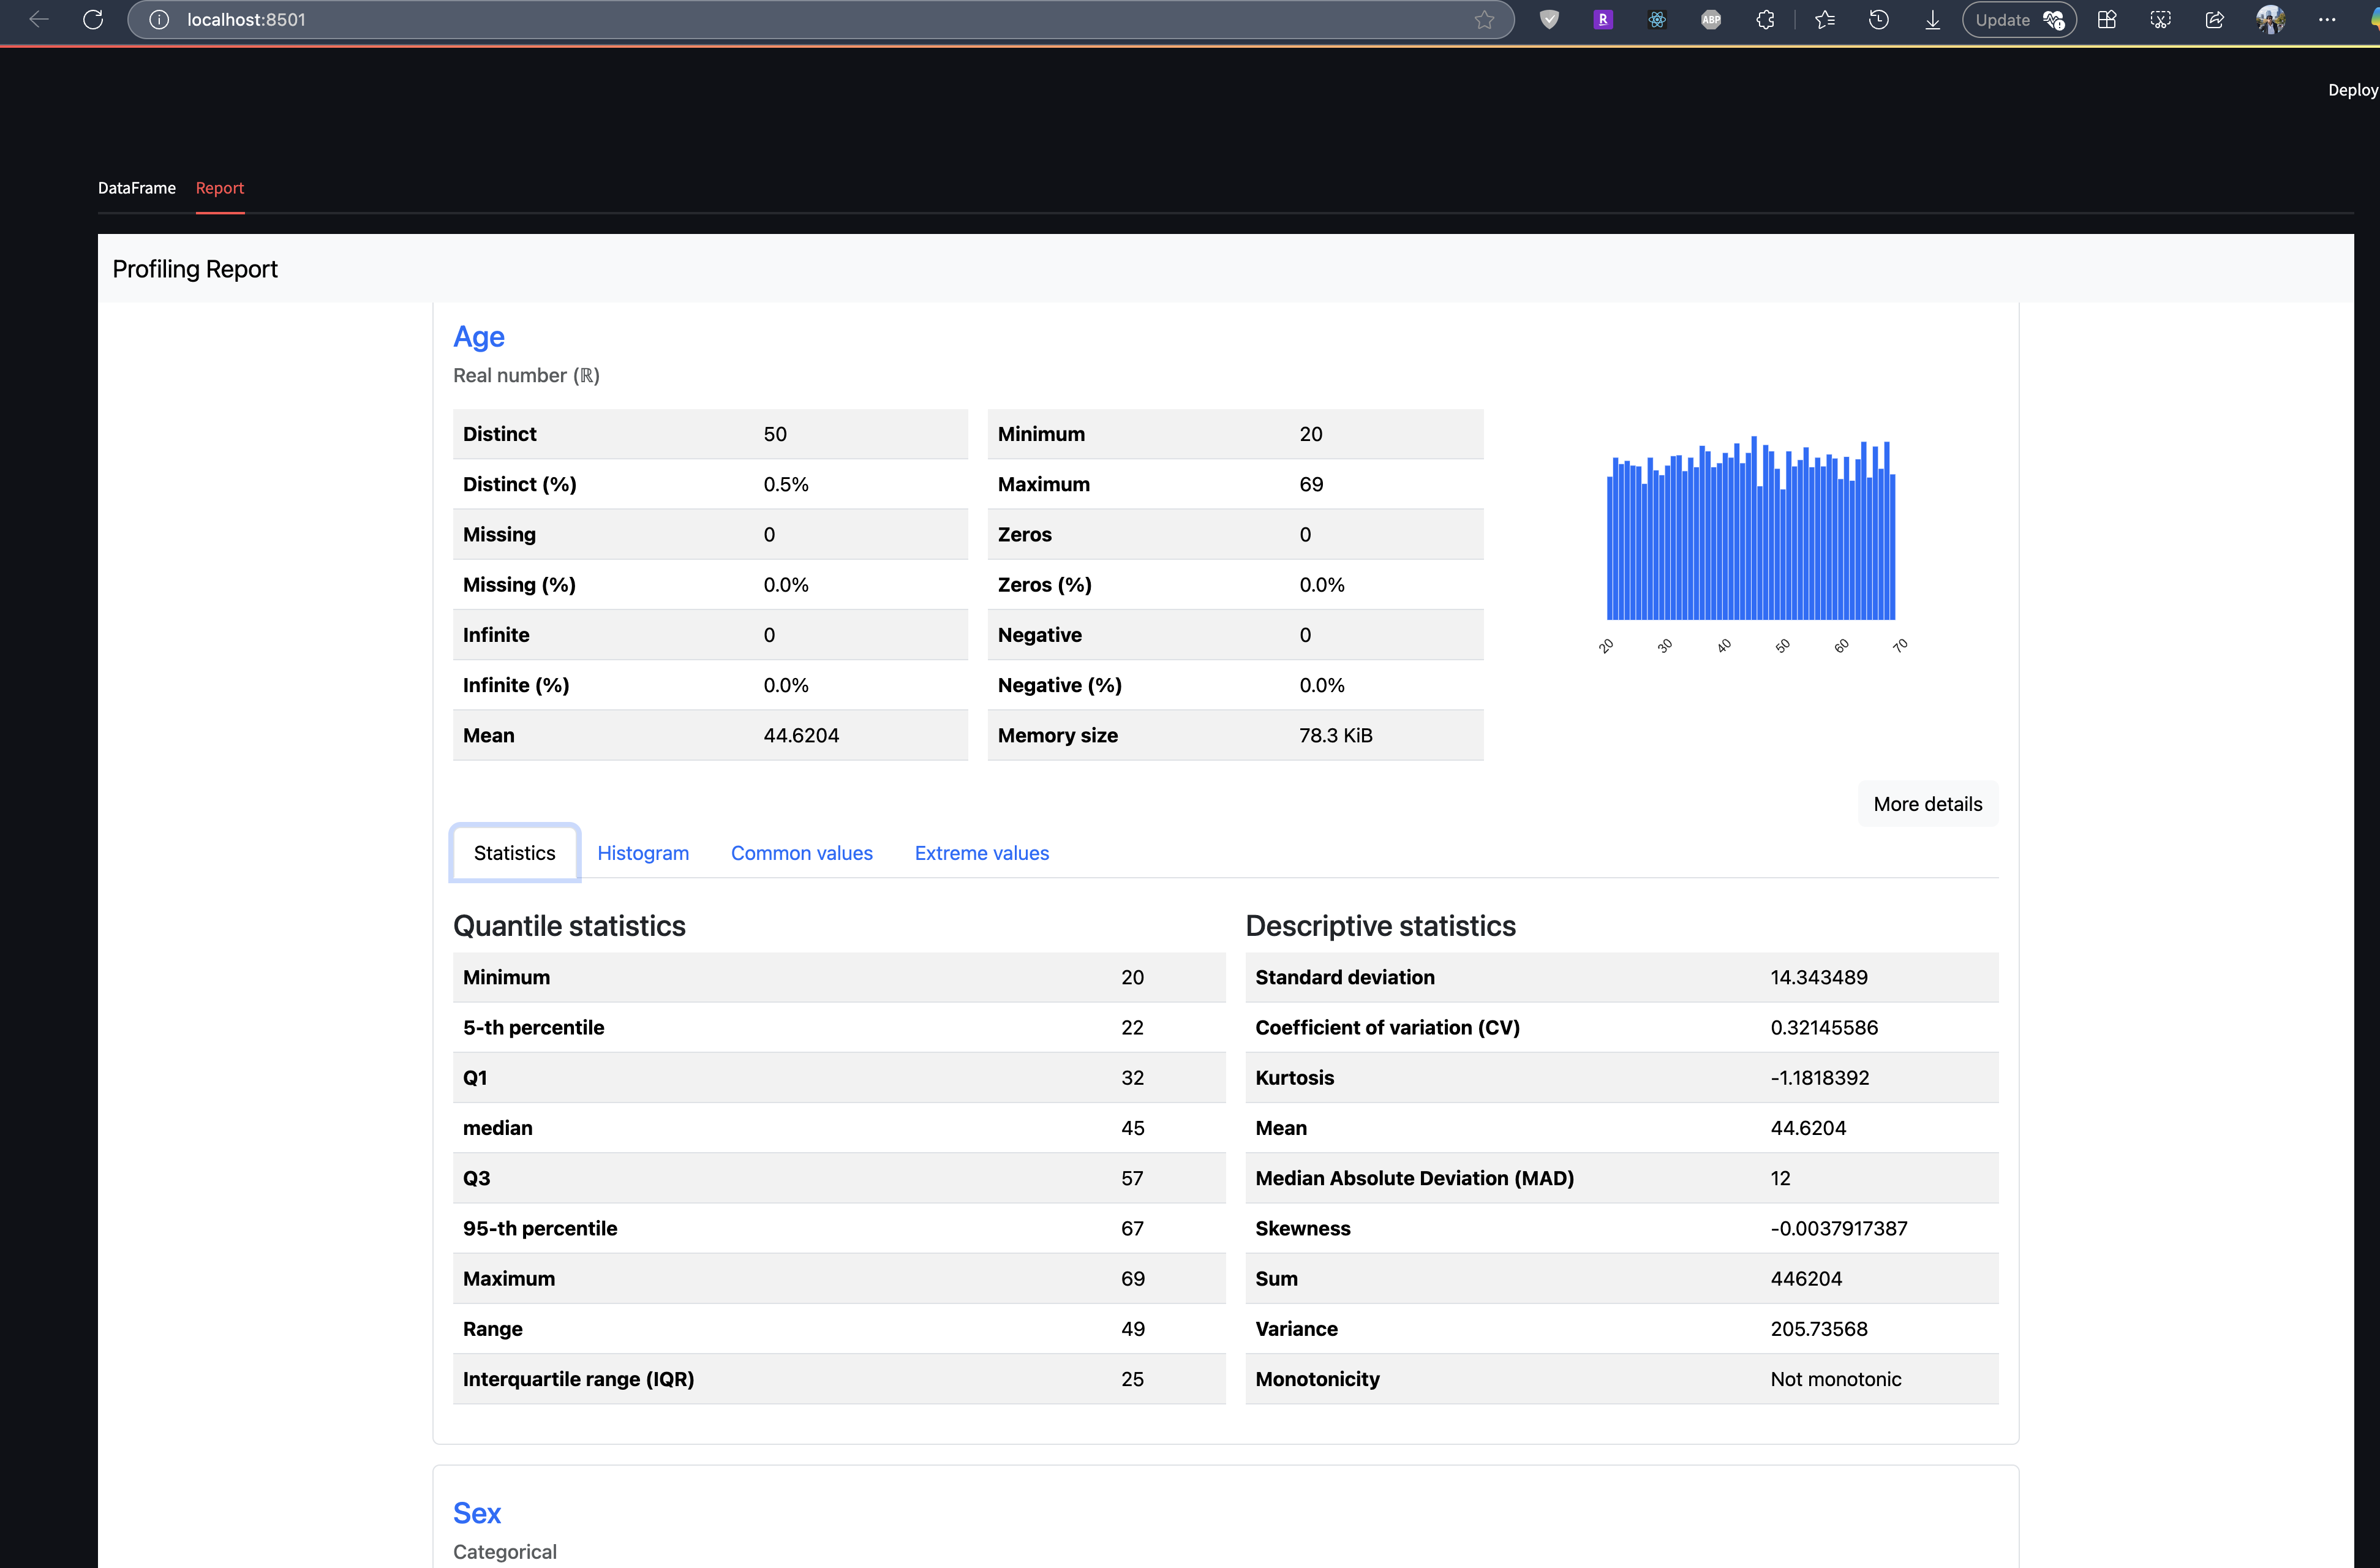 localhost:8501
R
ABP
Update
Deploy
DataFrame Report
Profiling Report
Age
Real number (ℝ)
Distinct 50 Minimum 20
Distinct (%) 0.5% Maximum 69
Missing 0 Zeros 0
Missing (%) 0.0% Zeros (%) 0.0%
Infinite 0 Negative 0
Infinite (%) 0.0% Negative (%) 0.0%
Mean 44.6204 Memory size 78.3 KiB
20 30 40 50 60 70
More details
Statistics Histogram Common values Extreme values
Quantile statistics Descriptive statistics
Minimum 20 Standard deviation 14.343489
5-th percentile 22 Coefficient of variation (CV) 0.32145586
Q1 32 Kurtosis -1.1818392
median 45 Mean 44.6204
Q3 57 Median Absolute Deviation (MAD) 12
95-th percentile 67 Skewness -0.0037917387
Maximum 69 Sum 446204
Range 49 Variance 205.73568
Interquartile range (IQR) 25 Monotonicity Not monotonic
Sex
Categorical